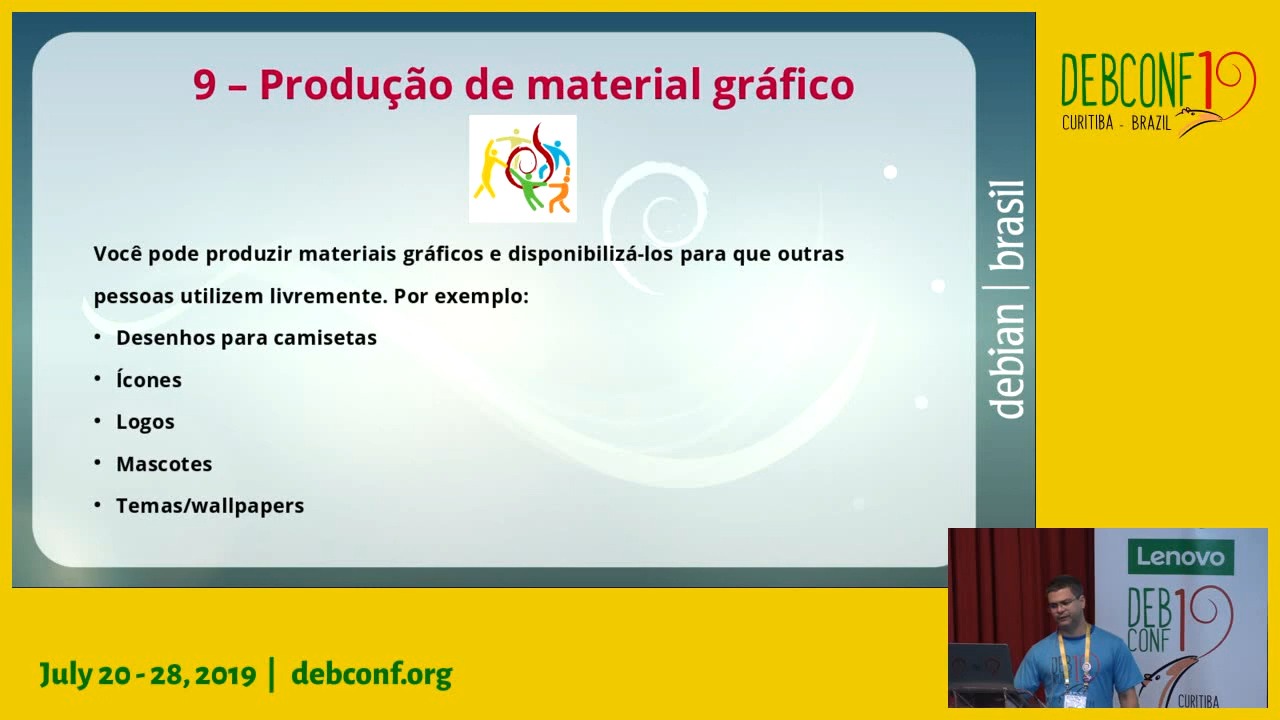 9 – Produção de material gráfico
Você pode produzir materiais gráficos e disponibilizá-los para que outras
pessoas utilizem livremente. Por exemplo:
• Desenhos para camisetas
• Ícones
• Logos
• Mascotes
• Temas/wallpapers
debian | brasil
DEBCONF19
CURITIBA - BRAZIL
Lenovo
DEB19
CONF
CURITIBA
July 20 - 28, 2019 | debconf.org